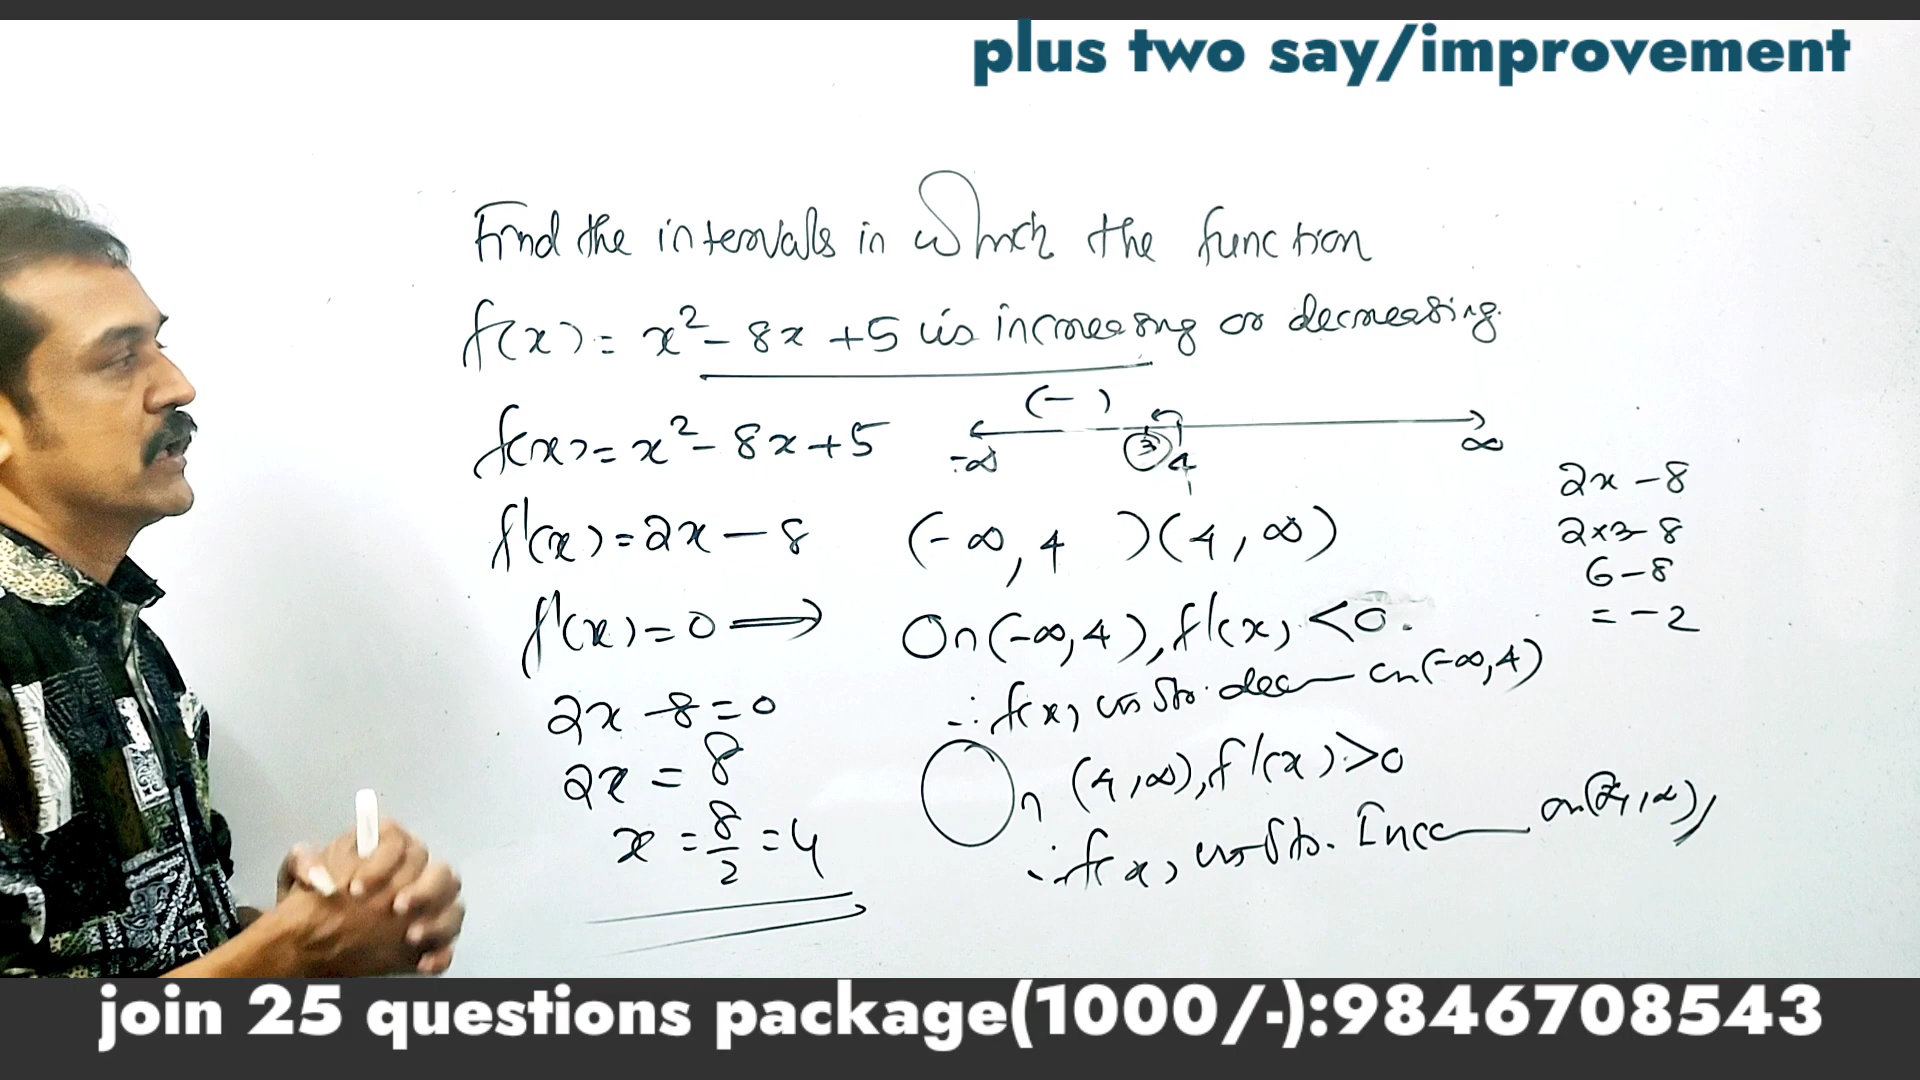 plus two say/improvement
Find the intervals in which the function
f(x) = x² - 8x + 5 is increasing or decreasing.
f(x) = x² - 8x + 5
(-)
-∞ 3 4 ∞
f'(x) = 2x - 8
(-∞, 4 ) (4, ∞)
f'(x) = 0 ⟹
2x - 8 = 0
2x = 8
x = 8/2 = 4
On (-∞, 4), f'(x) < 0.
∴ f(x) is str. dec on (-∞, 4)
On (4, ∞), f'(x) > 0
∴ f(x) is str. Inc on (4, ∞)
2x - 8
2×3 - 8
6 - 8
= -2
join 25 questions package(1000/-):9846708543